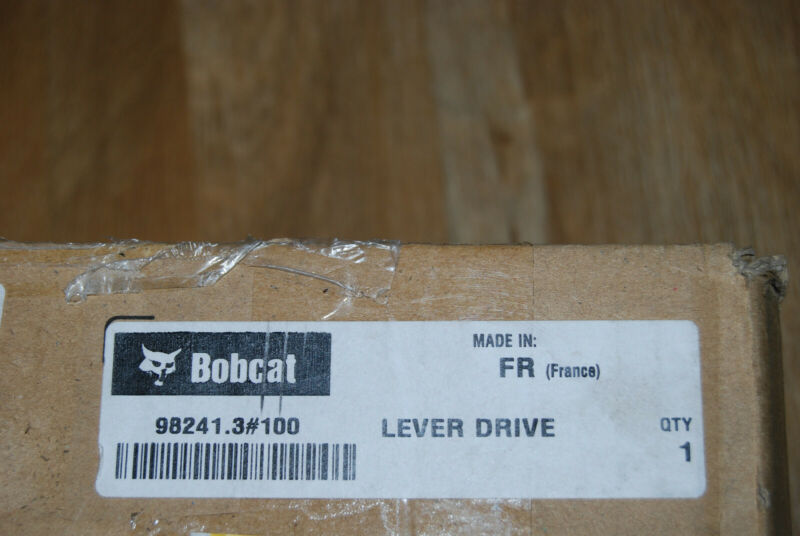 Bobcat
MADE IN:
FR (France)
98241.3#100
LEVER DRIVE
QTY
1